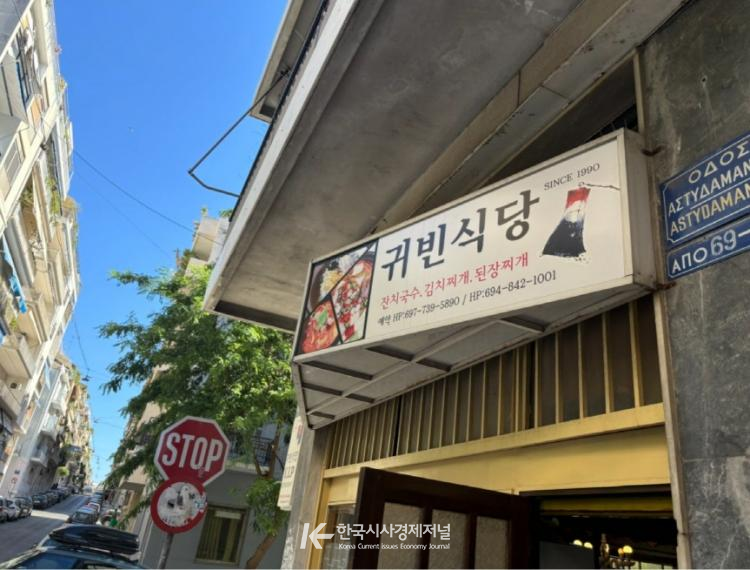 SINCE 1990
귀빈식당
잔치국수.김치찌개.된장찌개
예약 HP:697-739-5890 / HP:694-842-1001
ΟΔΟΣ
ΑΣΤΥΔΑΜΑΝ
ASTYDAMA
ΑΠΟ 69-
STOP
한국시사경제저널
Korea Current issues Economy Journal